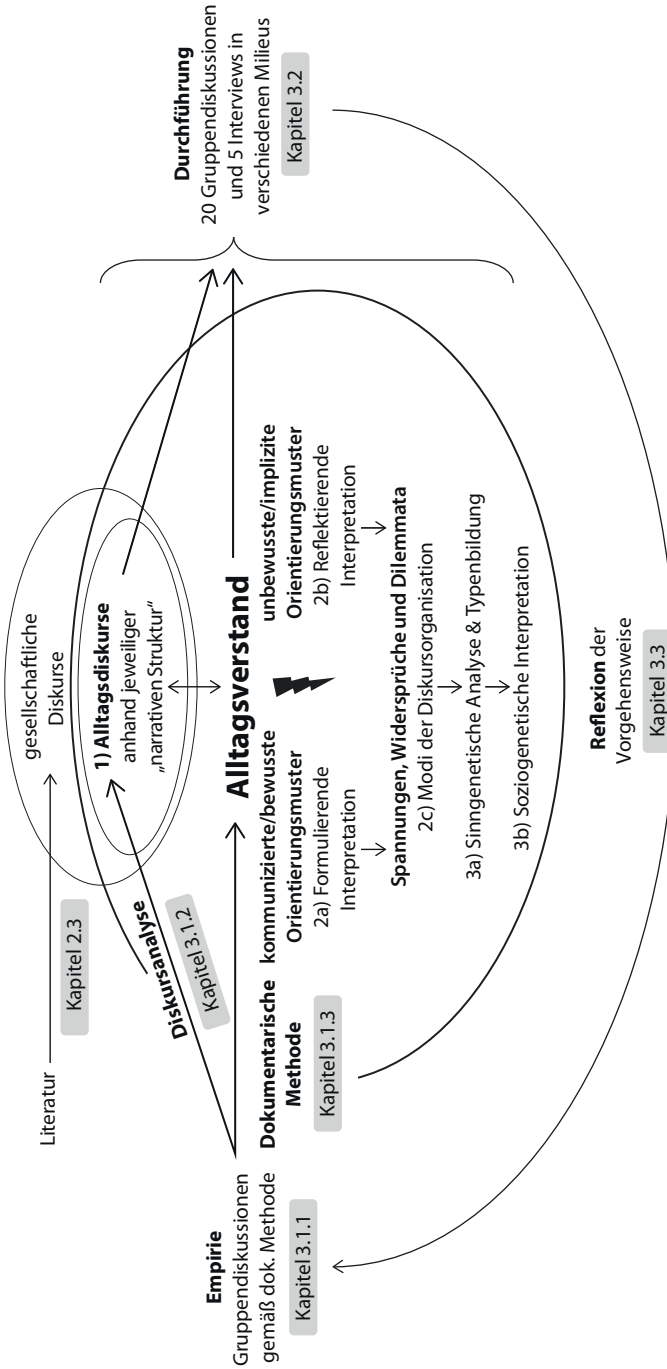 Literatur
Kapitel 2.3
gesellschaftliche
Diskurse
1) Alltagsdiskurse
anhand jeweiliger
„narrativen Struktur“
Diskursanalyse
Kapitel 3.1.2
Empirie
Gruppendiskussionen
gemäß dok. Methode
Kapitel 3.1.1
Alltagsverstand
Dokumentarische
Methode
Kapitel 3.1.3
kommunizierte/bewusste
Orientierungsmuster
2a) Formulierende
Interpretation
unbewusste/implizite
Orientierungsmuster
2b) Reflektierende
Interpretation
Spannungen, Widersprüche und Dilemmata
2c) Modi der Diskursorganisation
3a) Sinngenetische Analyse & Typenbildung
3b) Soziogenetische Interpretation
Durchführung
20 Gruppendiskussionen
und 5 Interviews in
verschiedenen Milieus
Kapitel 3.2
Reflexion der
Vorgehensweise
Kapitel 3.3